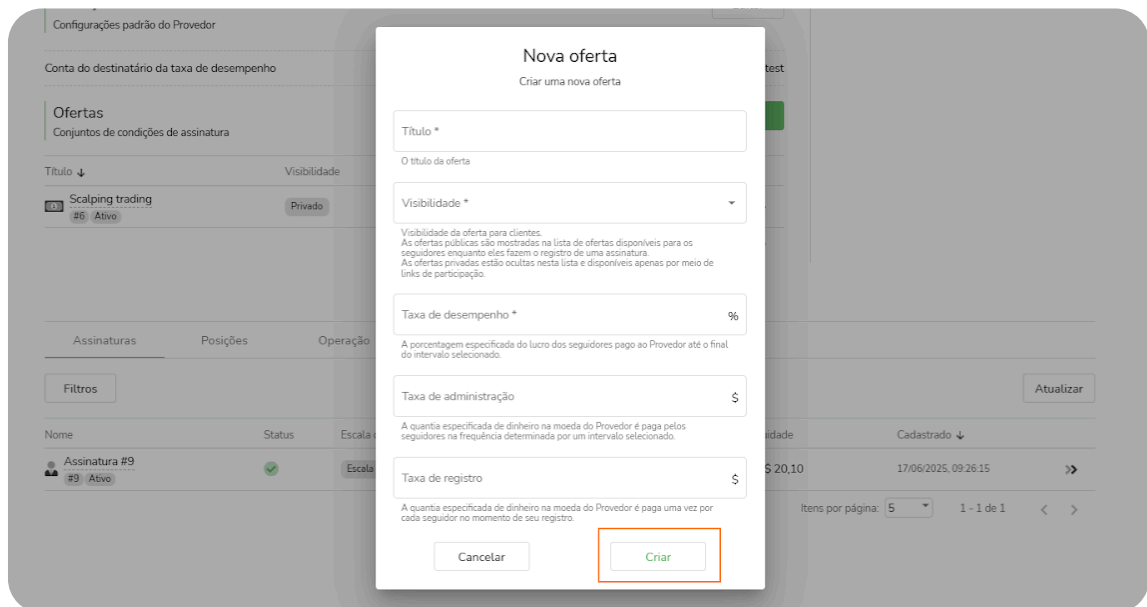 Configurações padrão do Provedor
Conta do destinatário da taxa de desempenho
test
Ofertas
Conjuntos de condições de assinatura
Título ↓
Visibilidade
Scalping trading
#6 Ativo
Privado
Nova oferta
Criar uma nova oferta
Título *
O título da oferta
Visibilidade *
Visibilidade da oferta para clientes.
As ofertas públicas são mostradas na lista de ofertas disponíveis para os
seguidores enquanto eles fazem o registro de uma assinatura.
As ofertas privadas estão ocultas nesta lista e disponíveis apenas por meio de
links de participação.
Taxa de desempenho *
%
A porcentagem especificada do lucro dos seguidores pago ao Provedor até o final
do intervalo selecionado.
Taxa de administração
$
A quantia especificada de dinheiro na moeda do Provedor é paga pelos
seguidores na frequência determinada por um intervalo selecionado.
Taxa de registro
$
A quantia especificada de dinheiro na moeda do Provedor é paga uma vez por
cada seguidor no momento de seu registro.
Cancelar
Criar
Assinaturas
Posições
Operação
Filtros
Atualizar
Nome
Status
Escala
idade
Cadastrado ↓
Assinatura #9
#9 Ativo
Escala
$ 20,10
17/06/2025, 09:26:15
Itens por página: 5
1 - 1 de 1